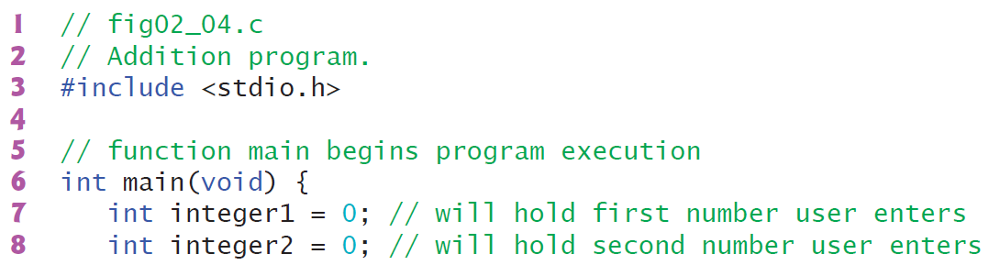 1 // fig02_04.c
2 // Addition program.
3 #include <stdio.h>
4
5 // function main begins program execution
6 int main(void) {
7    int integer1 = 0; // will hold first number user enters
8    int integer2 = 0; // will hold second number user enters